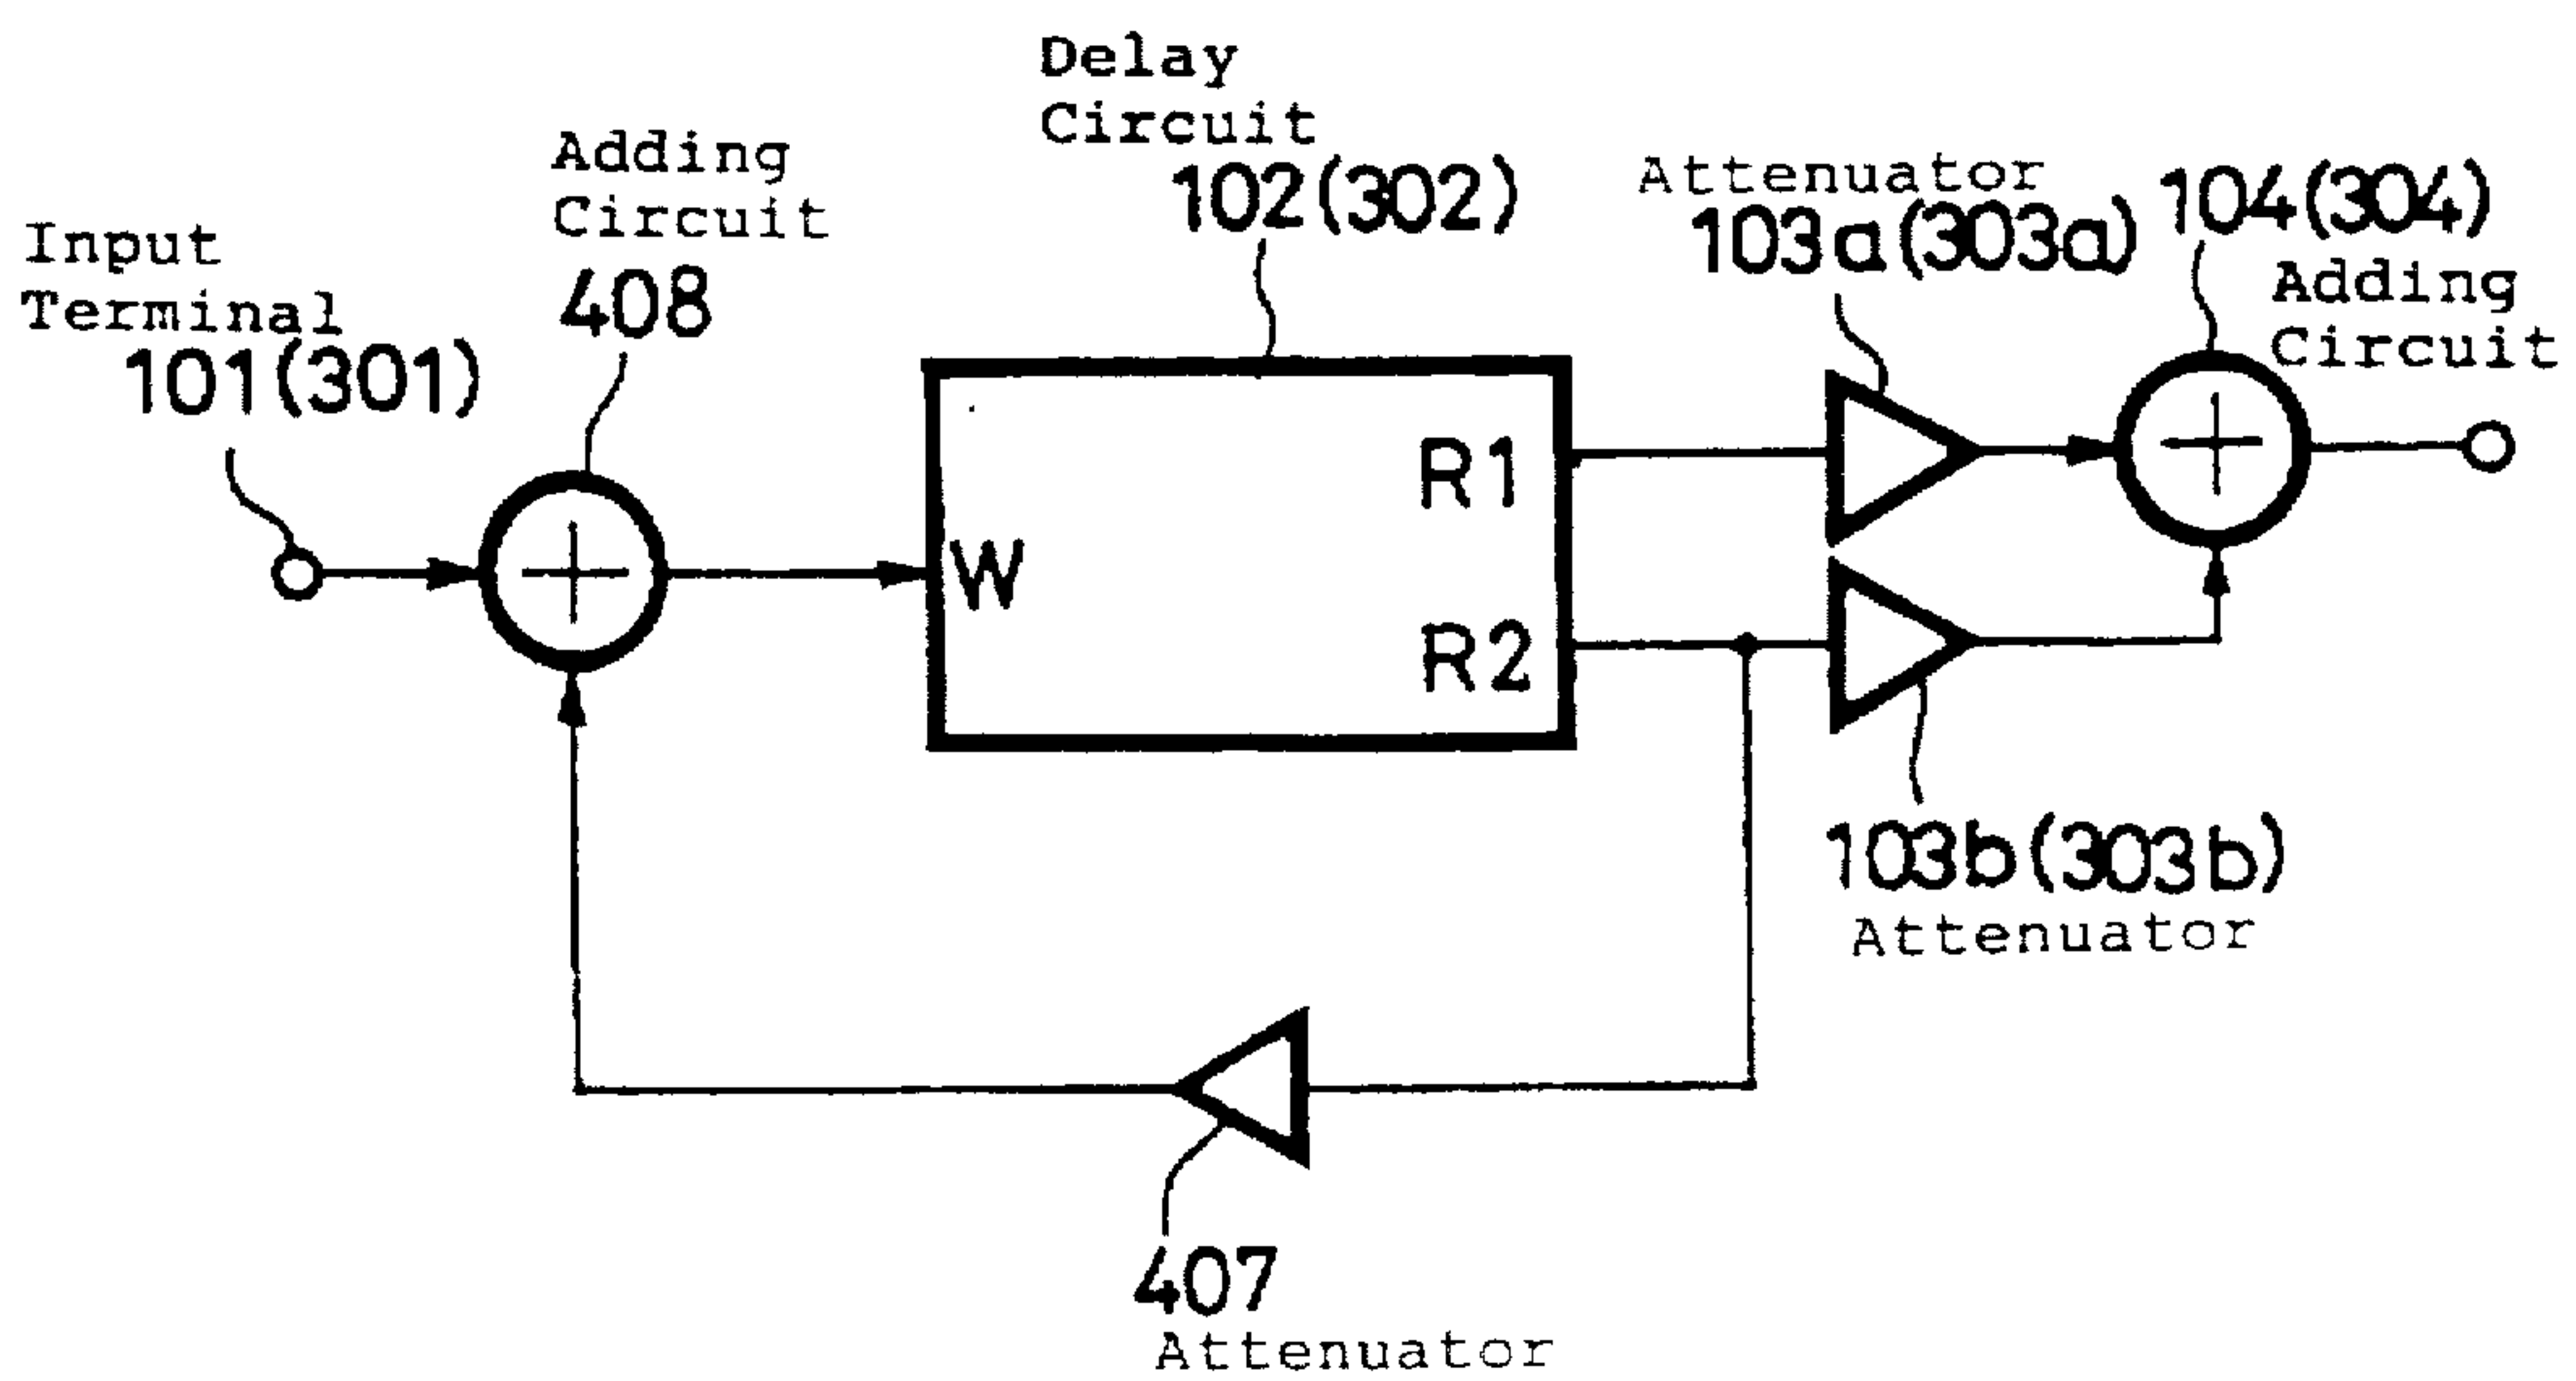 Delay
Circuit
102(302)
Adding
Circuit
408
Attenuator
103a(303a)
104(304)
Adding
Circuit
Input
Terminal
101(301)
W
R1
R2
103b(303b)
Attenuator
407
Attenuator